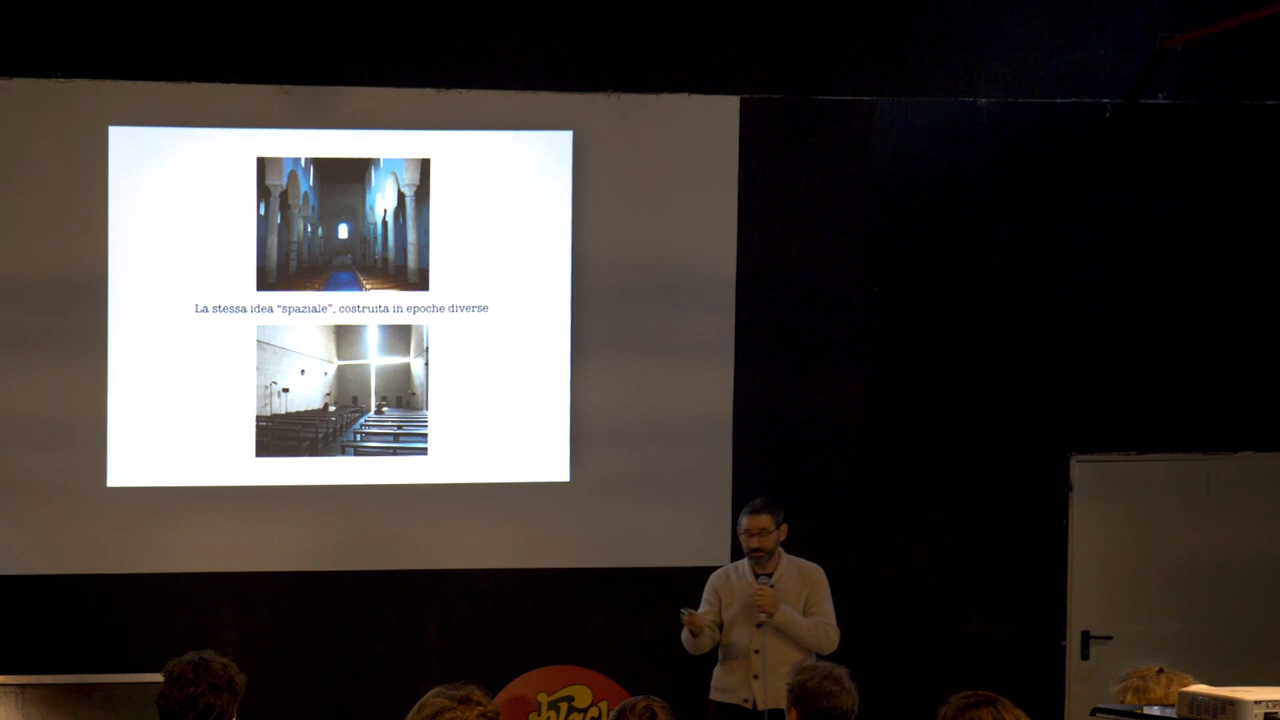 La stessa idea “spaziale”, costruita in epoche diverse